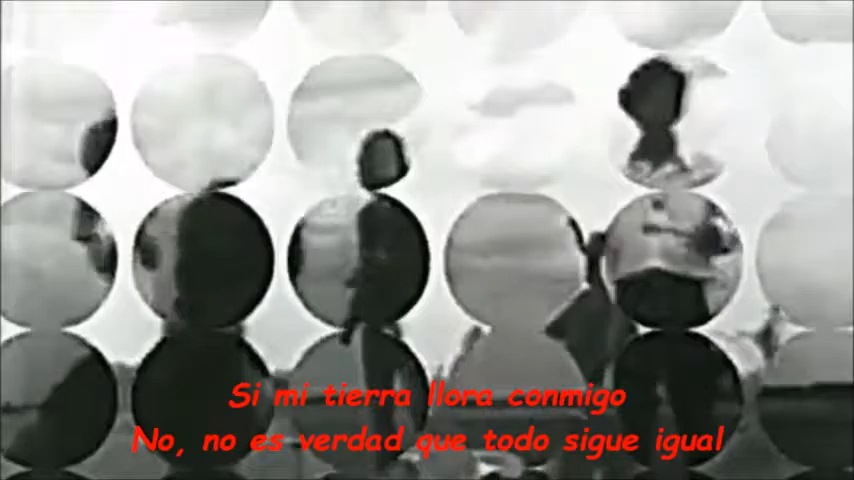 Si mi tierra llora conmigo
No, no es verdad que todo sigue igual